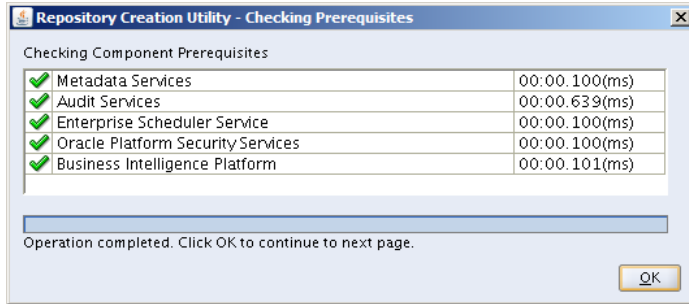 Repository Creation Utility - Checking Prerequisites
Checking Component Prerequisites
Metadata Services 00:00.100(ms)
Audit Services 00:00.639(ms)
Enterprise Scheduler Service 00:00.100(ms)
Oracle Platform Security Services 00:00.100(ms)
Business Intelligence Platform 00:00.101(ms)
Operation completed. Click OK to continue to next page.
OK